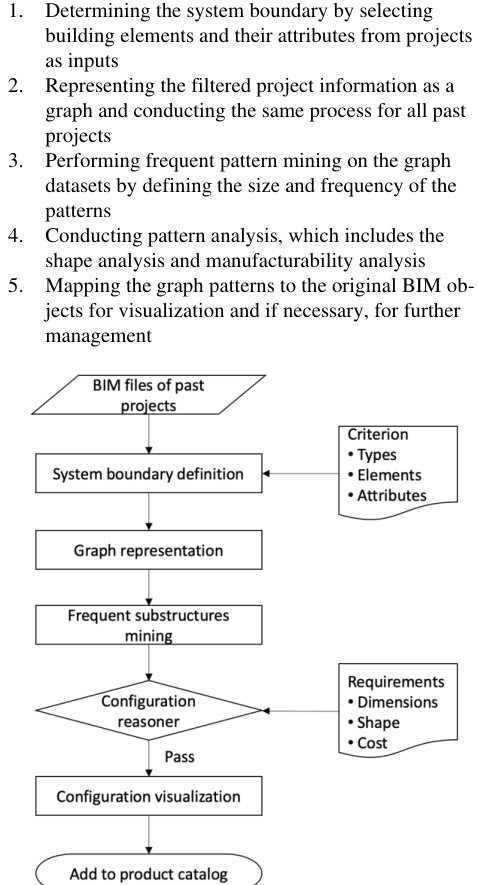 1. Determining the system boundary by selecting
building elements and their attributes from projects
as inputs
2. Representing the filtered project information as a
graph and conducting the same process for all past
projects
3. Performing frequent pattern mining on the graph
datasets by defining the size and frequency of the
patterns
4. Conducting pattern analysis, which includes the
shape analysis and manufacturability analysis
5. Mapping the graph patterns to the original BIM ob-
jects for visualization and if necessary, for further
management
BIM files of past
projects
System boundary definition
Criterion
• Types
• Elements
• Attributes
Graph representation
Frequent substructures
mining
Configuration
reasoner
Requirements
• Dimensions
• Shape
• Cost
Pass
Configuration visualization
Add to product catalog